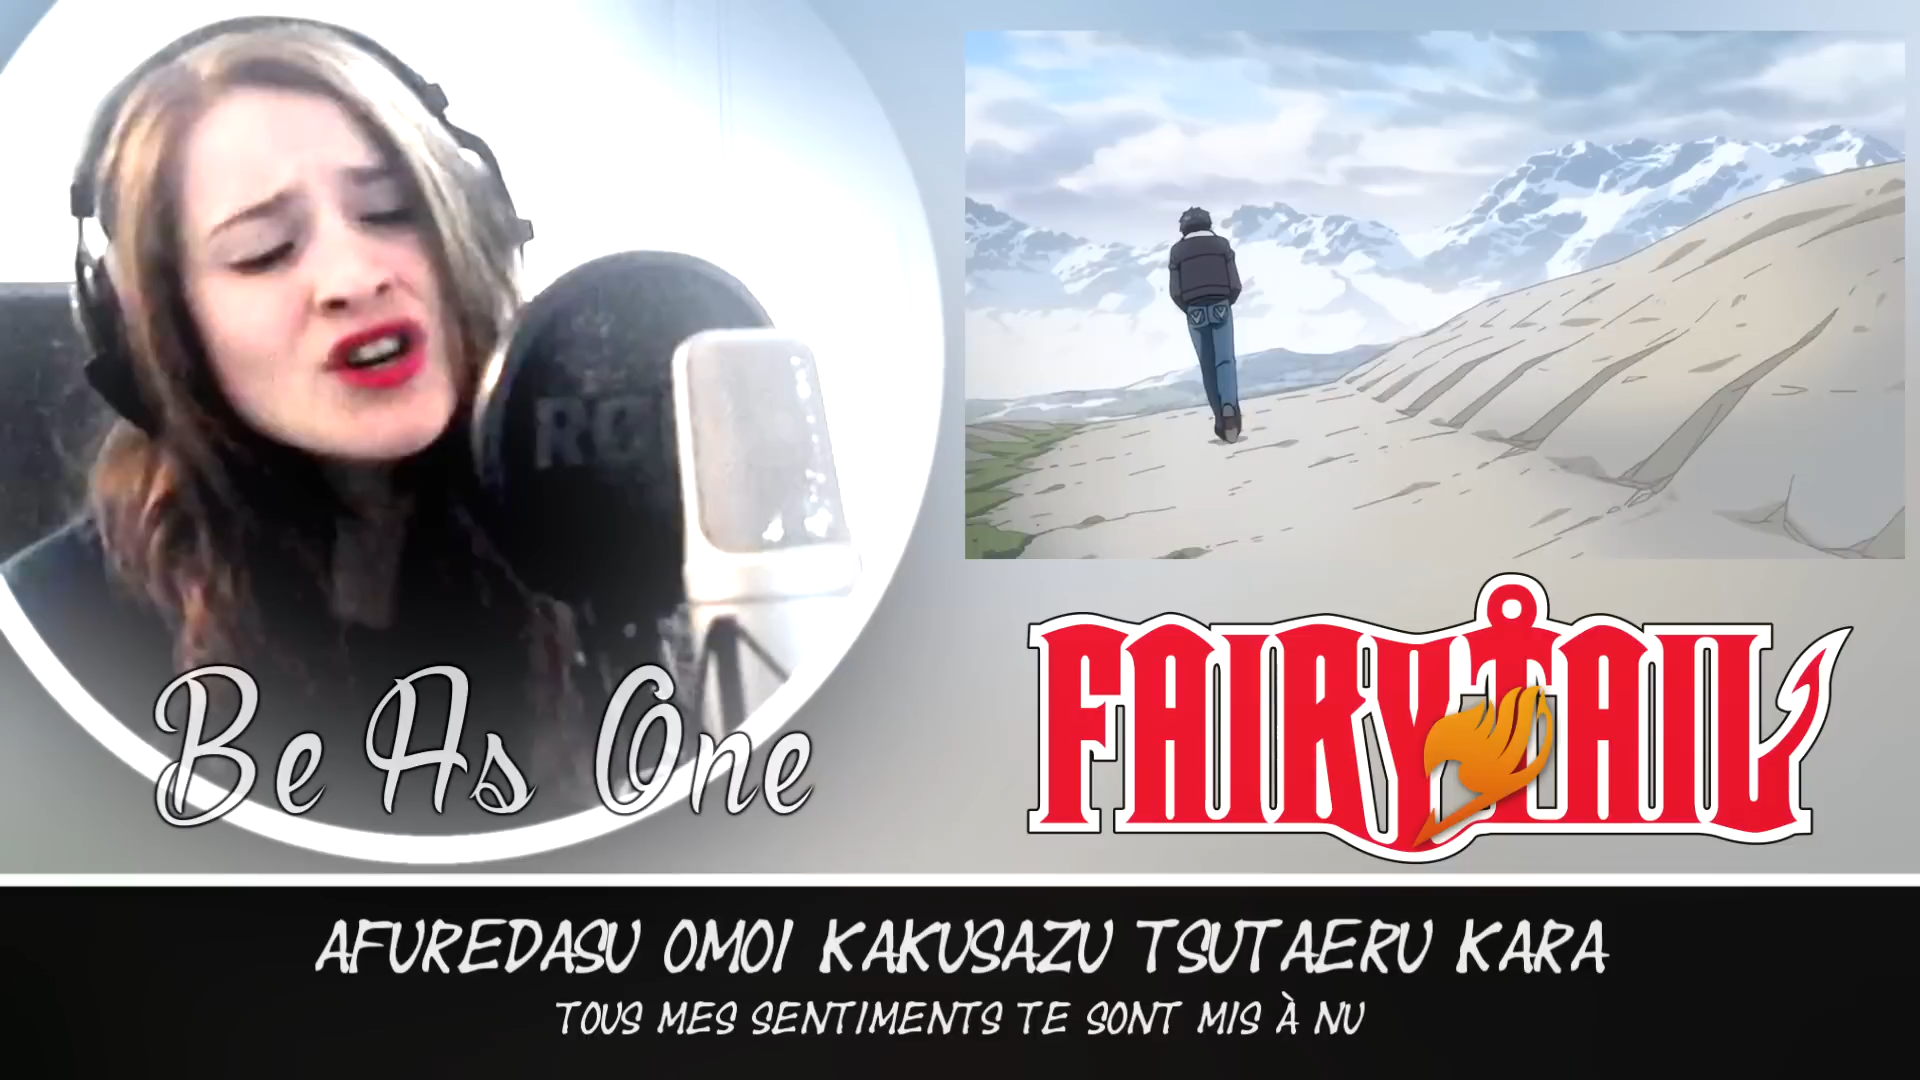 Be As One
FAIRY TAIL
AFUREDASU OMOI KAKUSAZU TSUTAERU KARA
TOUS MES SENTIMENTS TE SONT MIS À NU